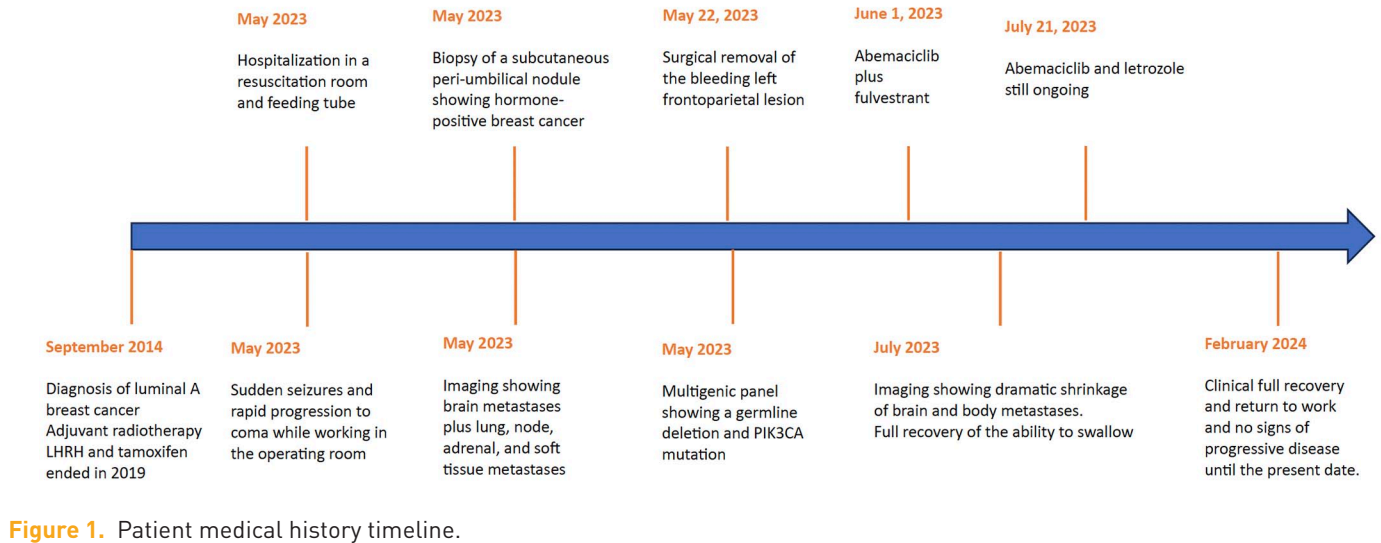 May 2023
Hospitalization in a
resuscitation room
and feeding tube
May 2023
Biopsy of a subcutaneous
peri-umbilical nodule
showing hormone-
positive breast cancer
May 22, 2023
Surgical removal of
the bleeding left
frontoparietal lesion
June 1, 2023
Abemaciclib
plus
fulvestrant
July 21, 2023
Abemaciclib and letrozole
still ongoing
September 2014
Diagnosis of luminal A
breast cancer
Adjuvant radiotherapy
LHRH and tamoxifen
ended in 2019
May 2023
Sudden seizures and
rapid progression to
coma while working in
the operating room
May 2023
Imaging showing
brain metastases
plus lung, node,
adrenal, and soft
tissue metastases
May 2023
Multigenic panel
showing a germline
deletion and PIK3CA
mutation
July 2023
Imaging showing dramatic shrinkage
of brain and body metastases.
Full recovery of the ability to swallow
February 2024
Clinical full recovery
and return to work
and no signs of
progressive disease
until the present date.
Figure 1. Patient medical history timeline.